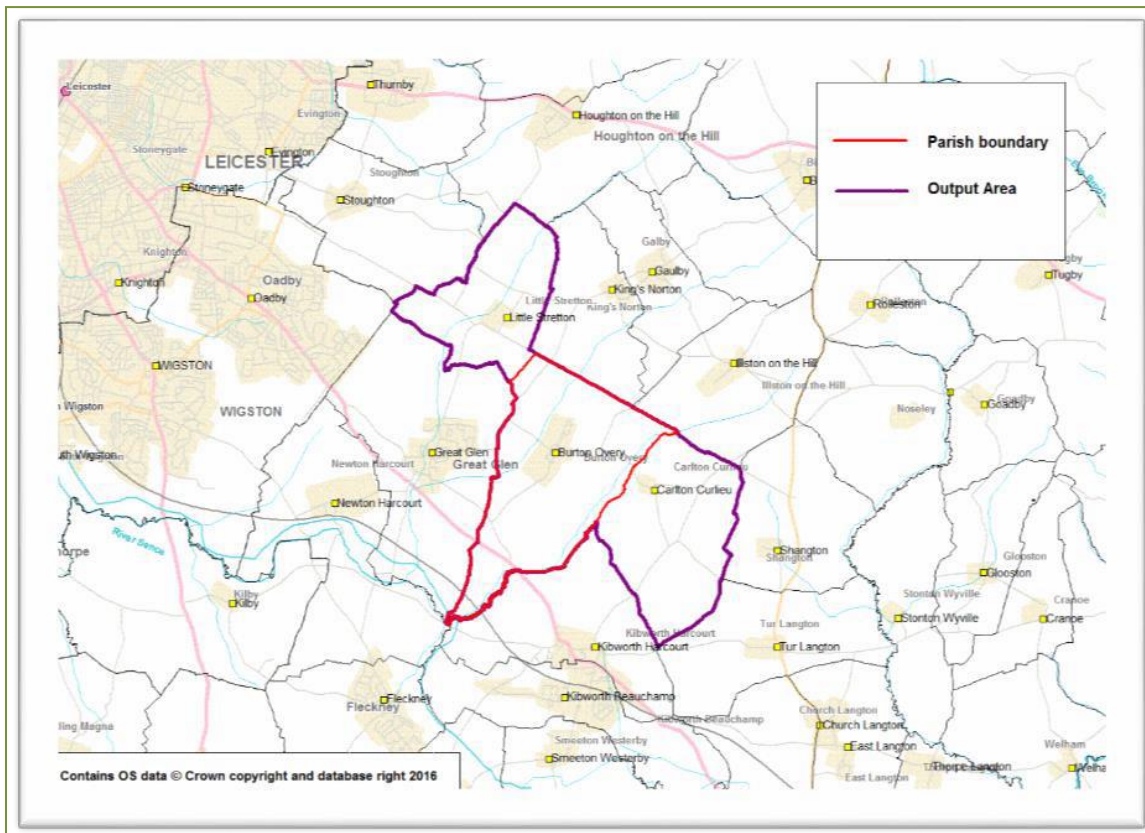 Leicester
Thurnby
Evington
Houghton on the Hill
Houghton on the Hill
Stoneygate
Evington
LEICESTER
Stoughton
Stoneygate
Stoughton
Parish boundary
Output Area
Knighton
Galby
Gaulby
Tugby
Knighton
Oadby
Oadby
King's Norton
Little Stretton
King's Norton
Rolleston
Little Stretton
WIGSTON
Illston on the Hill
Illston on the Hill
Wigston
WIGSTON
Noseley
Goadby
Goadby
Great Glen
Burton Overy
Burton Overy
Newton Harcourt
Great Glen
Carlton Curlieu
Carlton Curlieu
Newton Harcourt
River Sence
Shangton
Shangton
Glooston
Glooston
Kilby
Kilby
Stonton Wyville
Cranoe
Stonton Wyville
Cranoe
Tur Langton
Kibworth Harcourt
Kibworth Harcourt
Tur Langton
Fleckney
Fleckney
Kibworth Beauchamp
Kibworth Beauchamp
Church Langton
Church Langton
Smeeton Westerby
Smeeton Westerby
East Langton
East Langton
Thorpe Langton
Welham
Contains OS data © Crown copyright and database right 2016